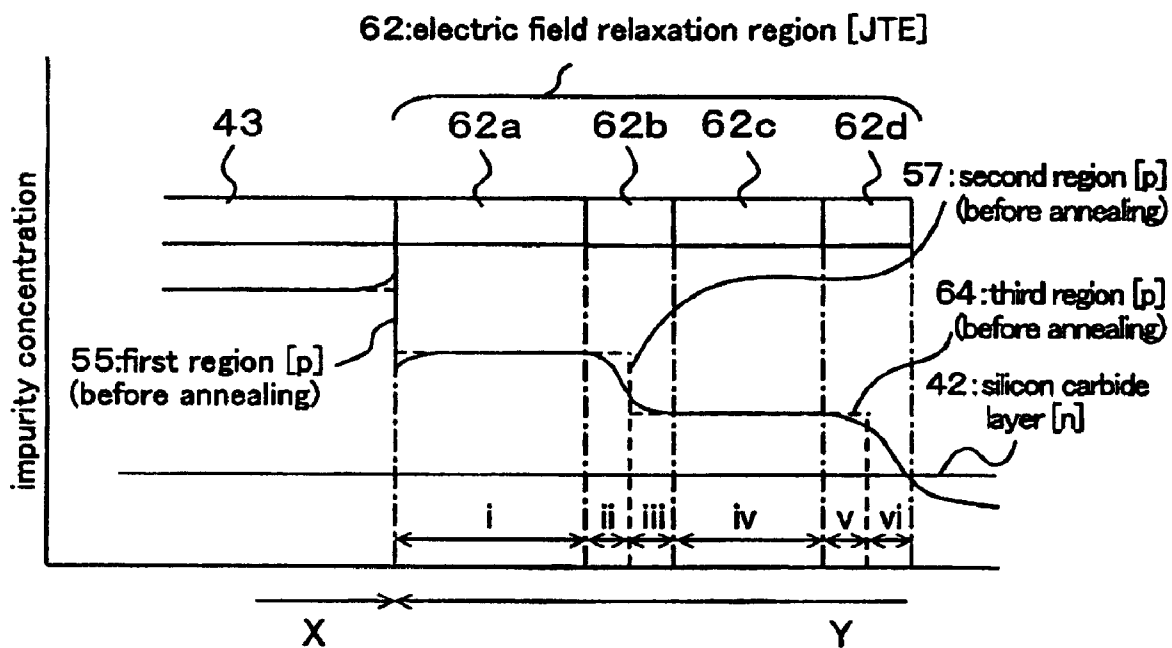 62:electric field relaxation region [JTE]
43 62a 62b 62c 62d
57:second region [p]
(before annealing)
64:third region [p]
(before annealing)
55:first region [p]
(before annealing)
42:silicon carbide
layer [n]
impurity concentration
i ii iii iv v vi
X Y